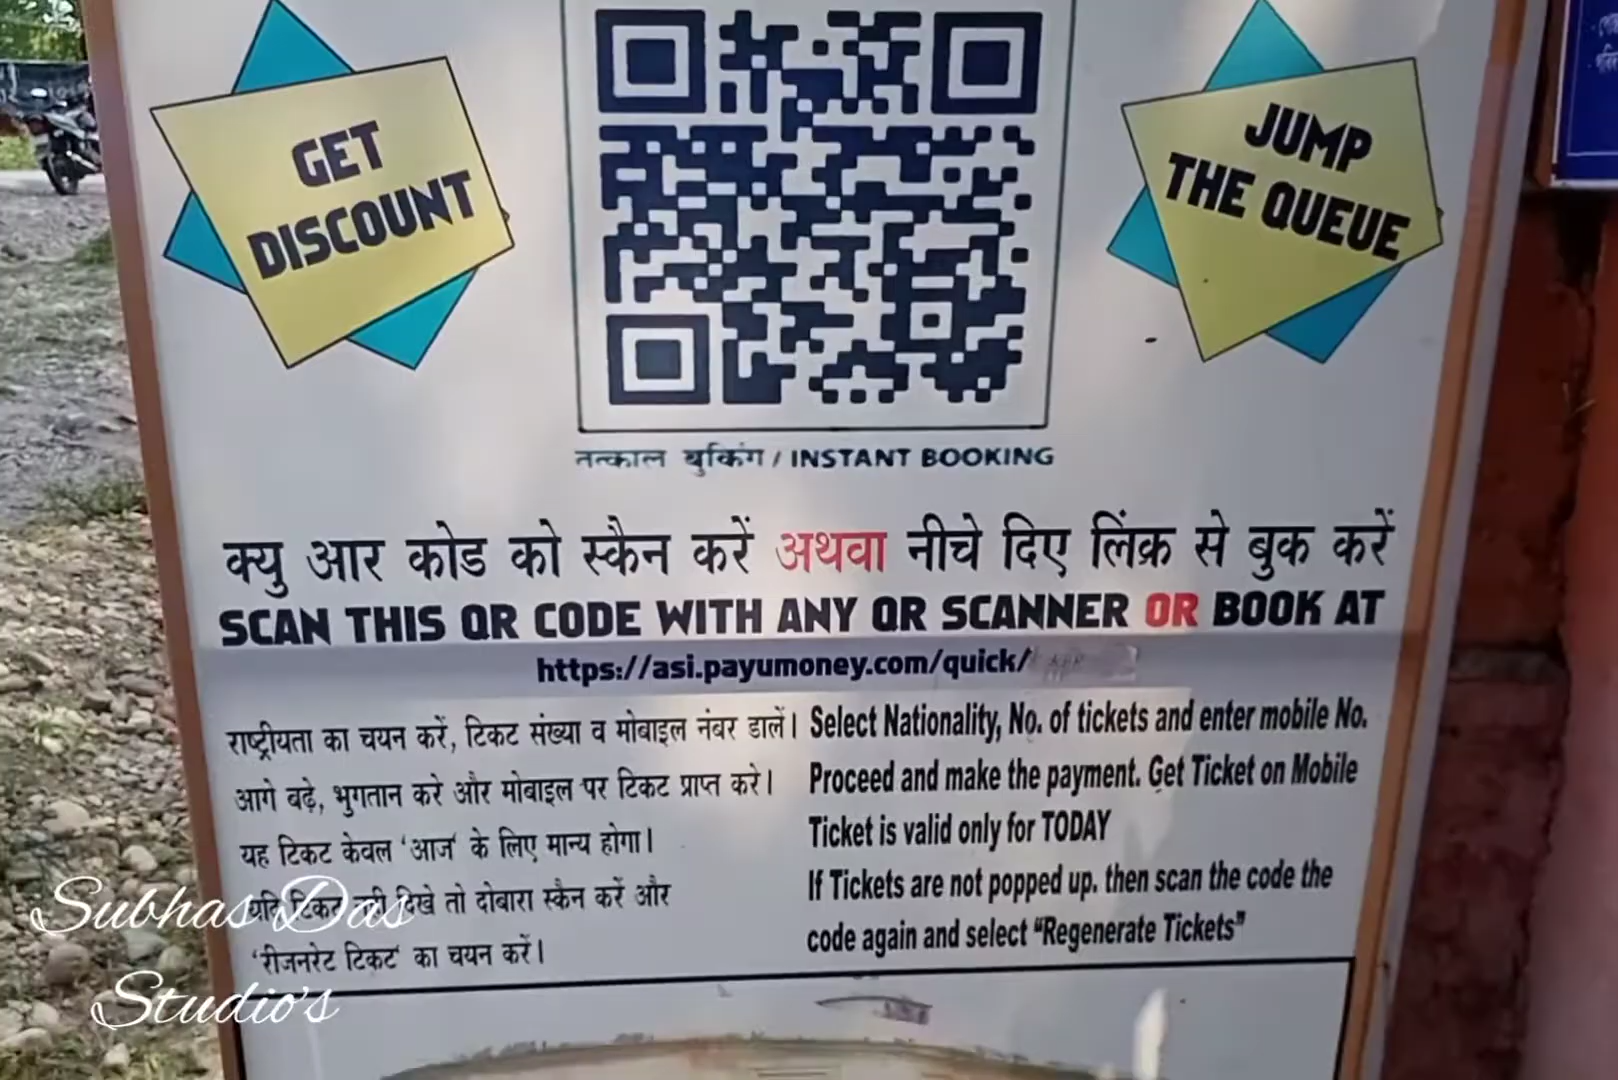 GET
DISCOUNT
JUMP
THE QUEUE
तत्काल बुकिंग / INSTANT BOOKING
क्यु आर कोड को स्कैन करें अथवा नीचे दिए लिंक्र से बुक करें
SCAN THIS QR CODE WITH ANY QR SCANNER OR BOOK AT
https://asi.payumoney.com/quick/
राष्ट्रीयता का चयन करें, टिकट संख्या व मोबाइल नंबर डालें।
आगे बढ़े, भुगतान करे और मोबाइल पर टिकट प्राप्त करे।
यह टिकट केवल 'आज' के लिए मान्य होगा।
यदि टिकट नही दिखे तो दोबारा स्कैन करें और
'रीजनरेट टिकट' का चयन करें।
Select Nationality, No. of tickets and enter mobile No.
Proceed and make the payment. Get Ticket on Mobile
Ticket is valid only for TODAY
If Tickets are not popped up. then scan the code the
code again and select “Regenerate Tickets”
Subhas Das
Studio's